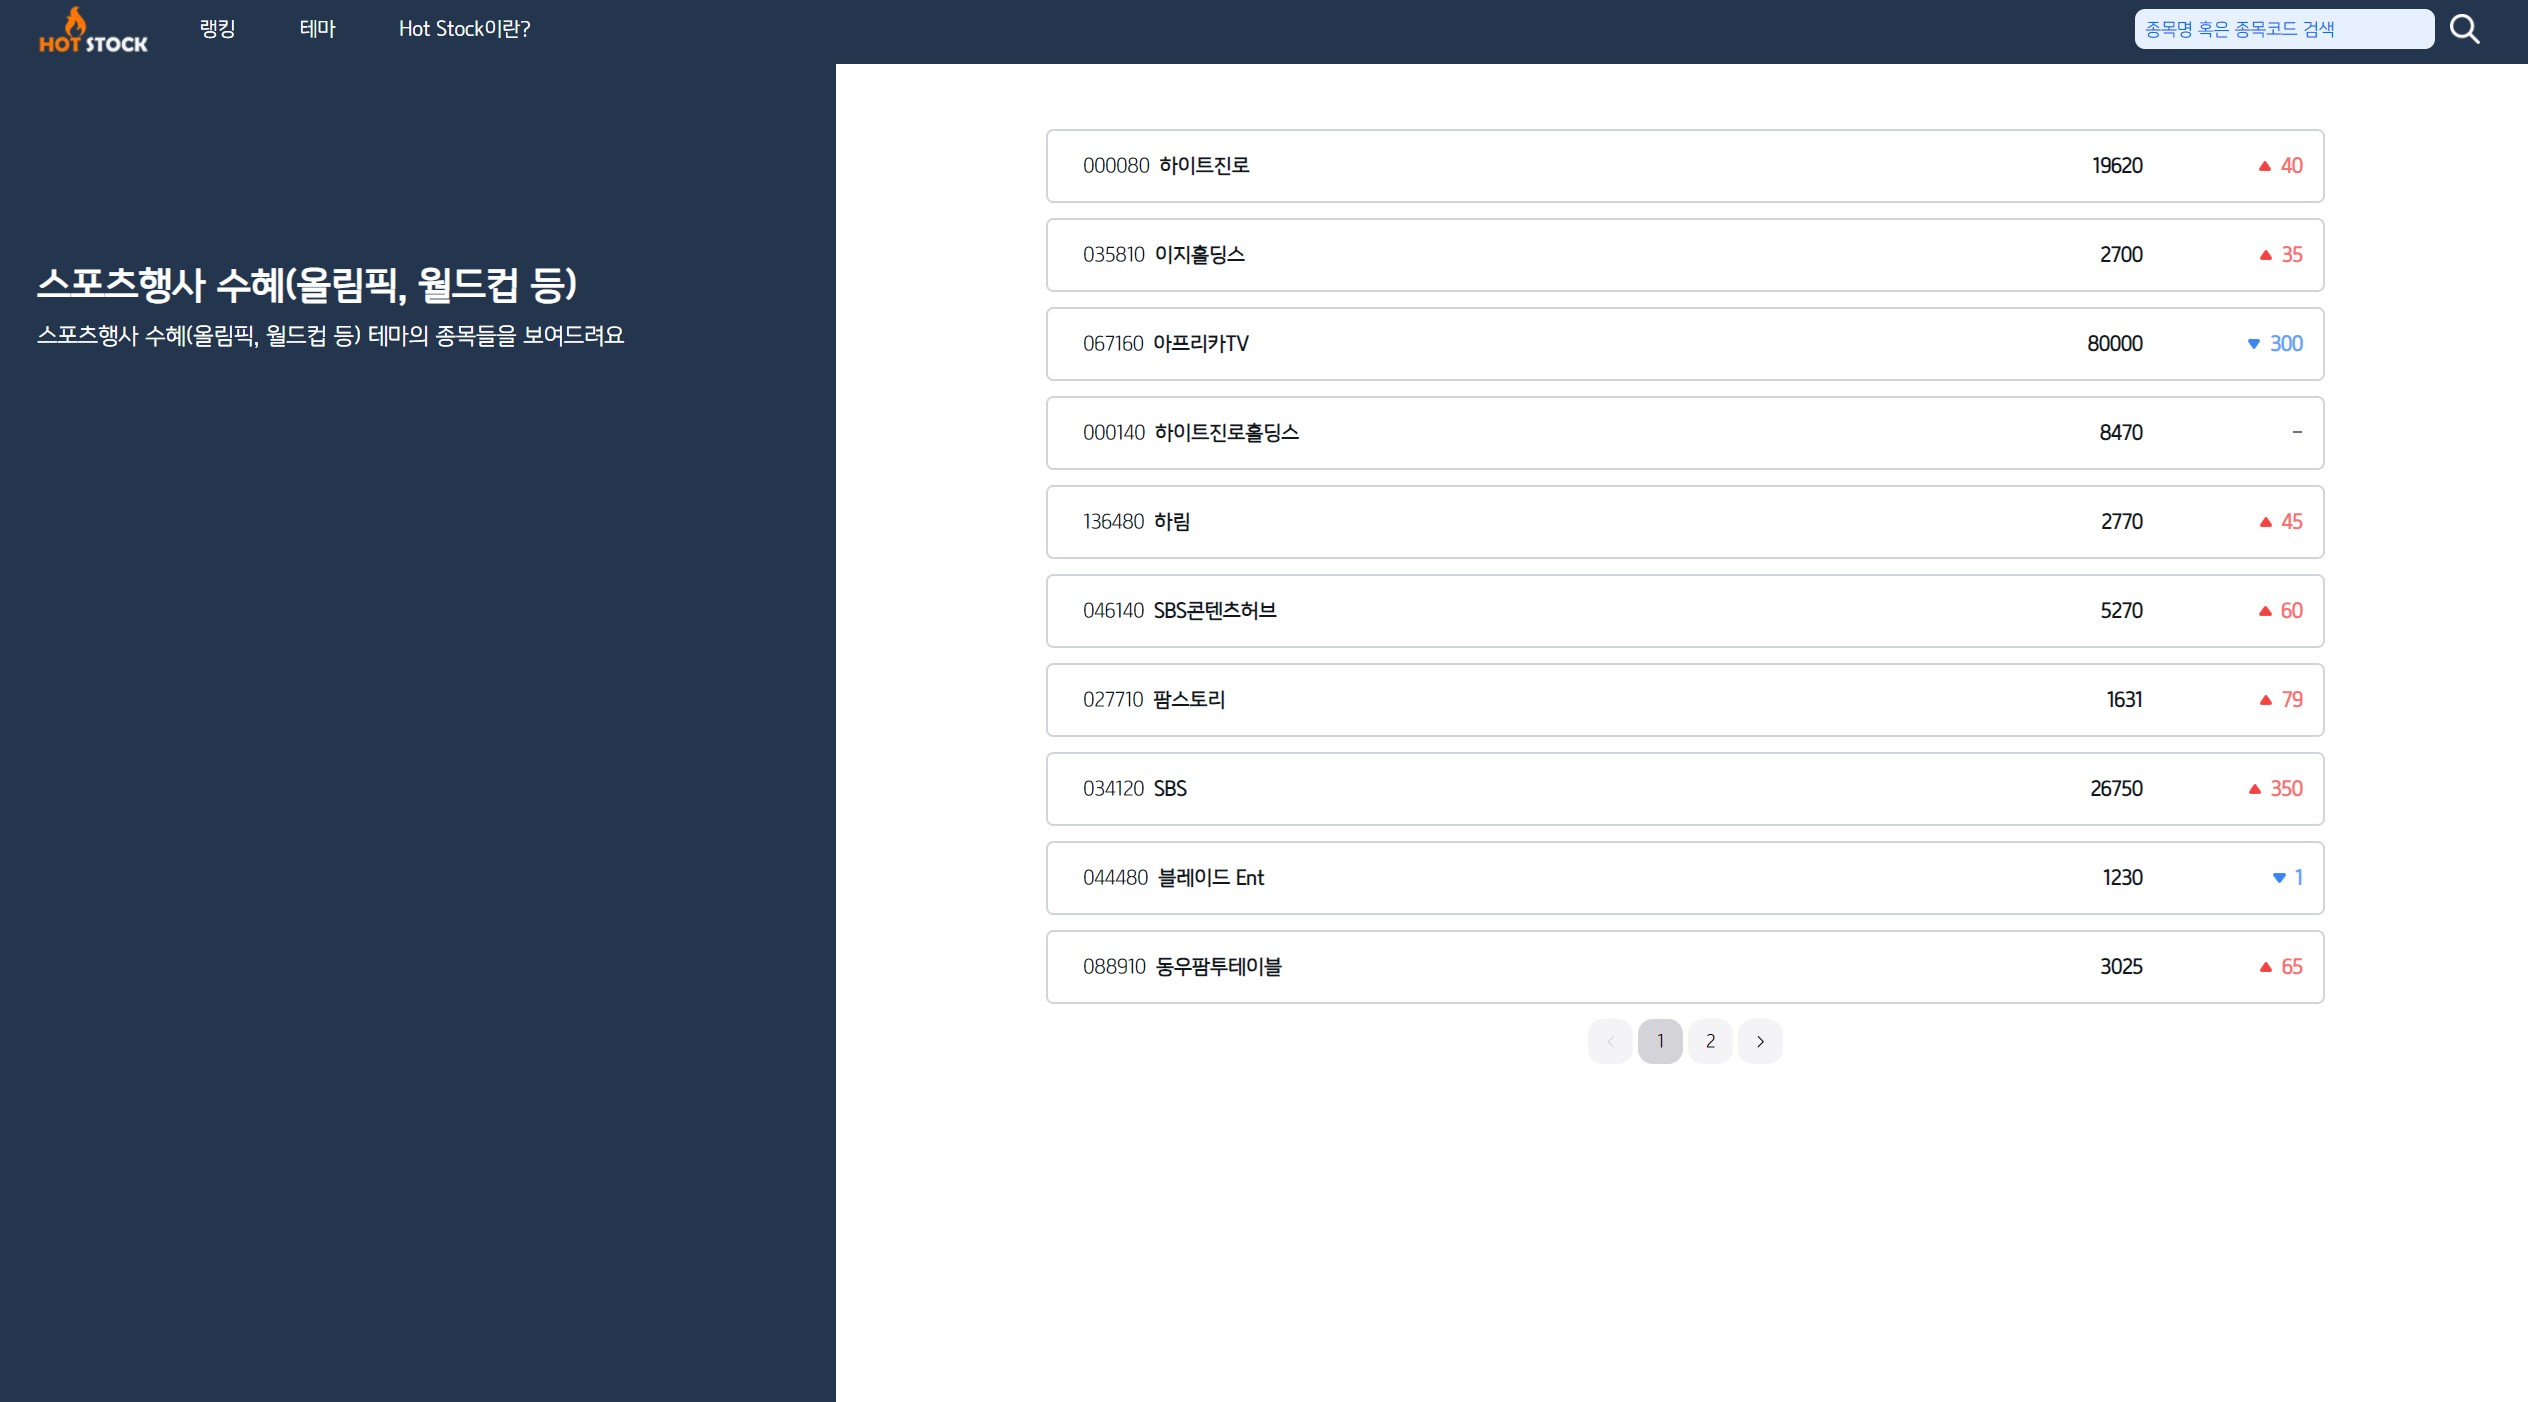 HOT STOCK 랭킹 테마 Hot Stock이란? 종목명 혹은 종목코드 검색
스포츠행사 수혜(올림픽, 월드컵 등)
스포츠행사 수혜(올림픽, 월드컵 등) 테마의 종목들을 보여드려요
000080 하이트진로 19620 ▲ 40
035810 이지홀딩스 2700 ▲ 35
067160 아프리카TV 80000 ▼ 300
000140 하이트진로홀딩스 8470 -
136480 하림 2770 ▲ 45
046140 SBS콘텐츠허브 5270 ▲ 60
027710 팜스토리 1631 ▲ 79
034120 SBS 26750 ▲ 350
044480 블레이드 Ent 1230 ▼ 1
088910 동우팜투테이블 3025 ▲ 65
< 1 2 >